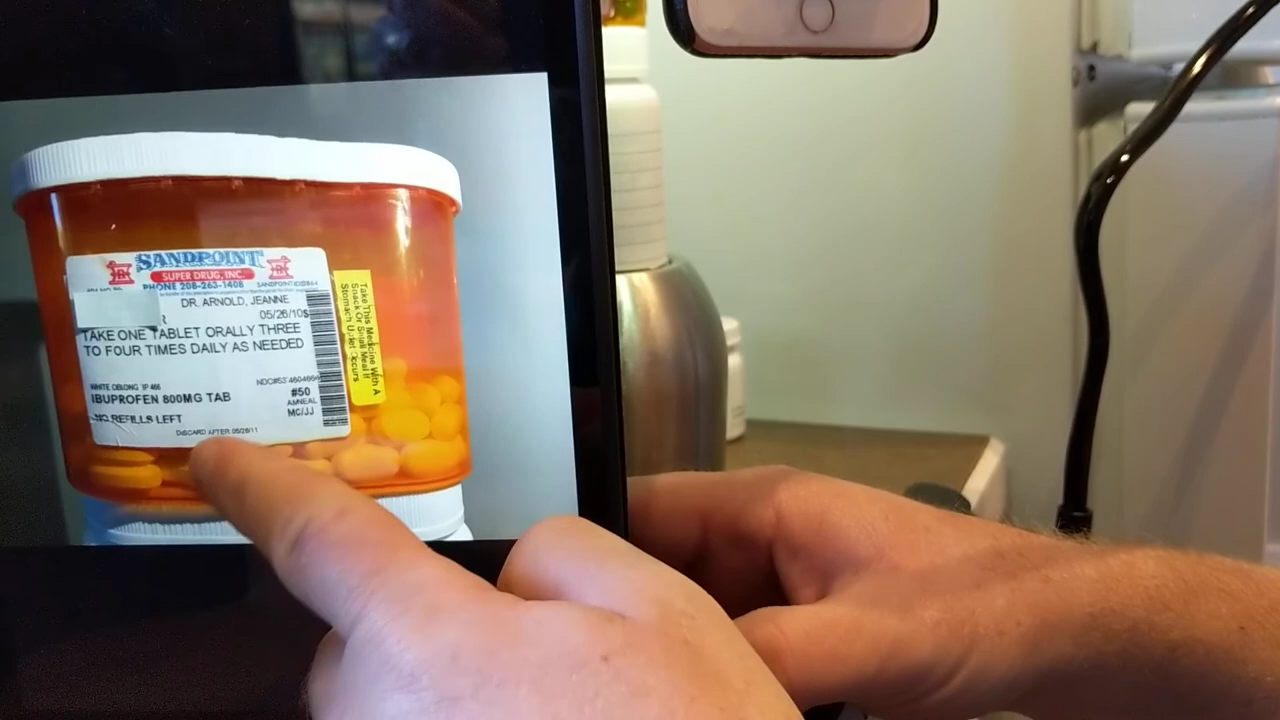 SANDPOINT
SUPER DRUG, INC.
PHONE 208-263-1408
DR. ARNOLD, JEANNE
05/26/10
TAKE ONE TABLET ORALLY THREE
TO FOUR TIMES DAILY AS NEEDED
WHITE OBLONG IP 466
IBUPROFEN 800MG TAB
#50
AMNEAL
MC/JJ
NO REFILLS LEFT
DISCARD AFTER 05/26/11
Take This Medicine With A
Snack Or Small Meal If
Stomach Upset Occurs